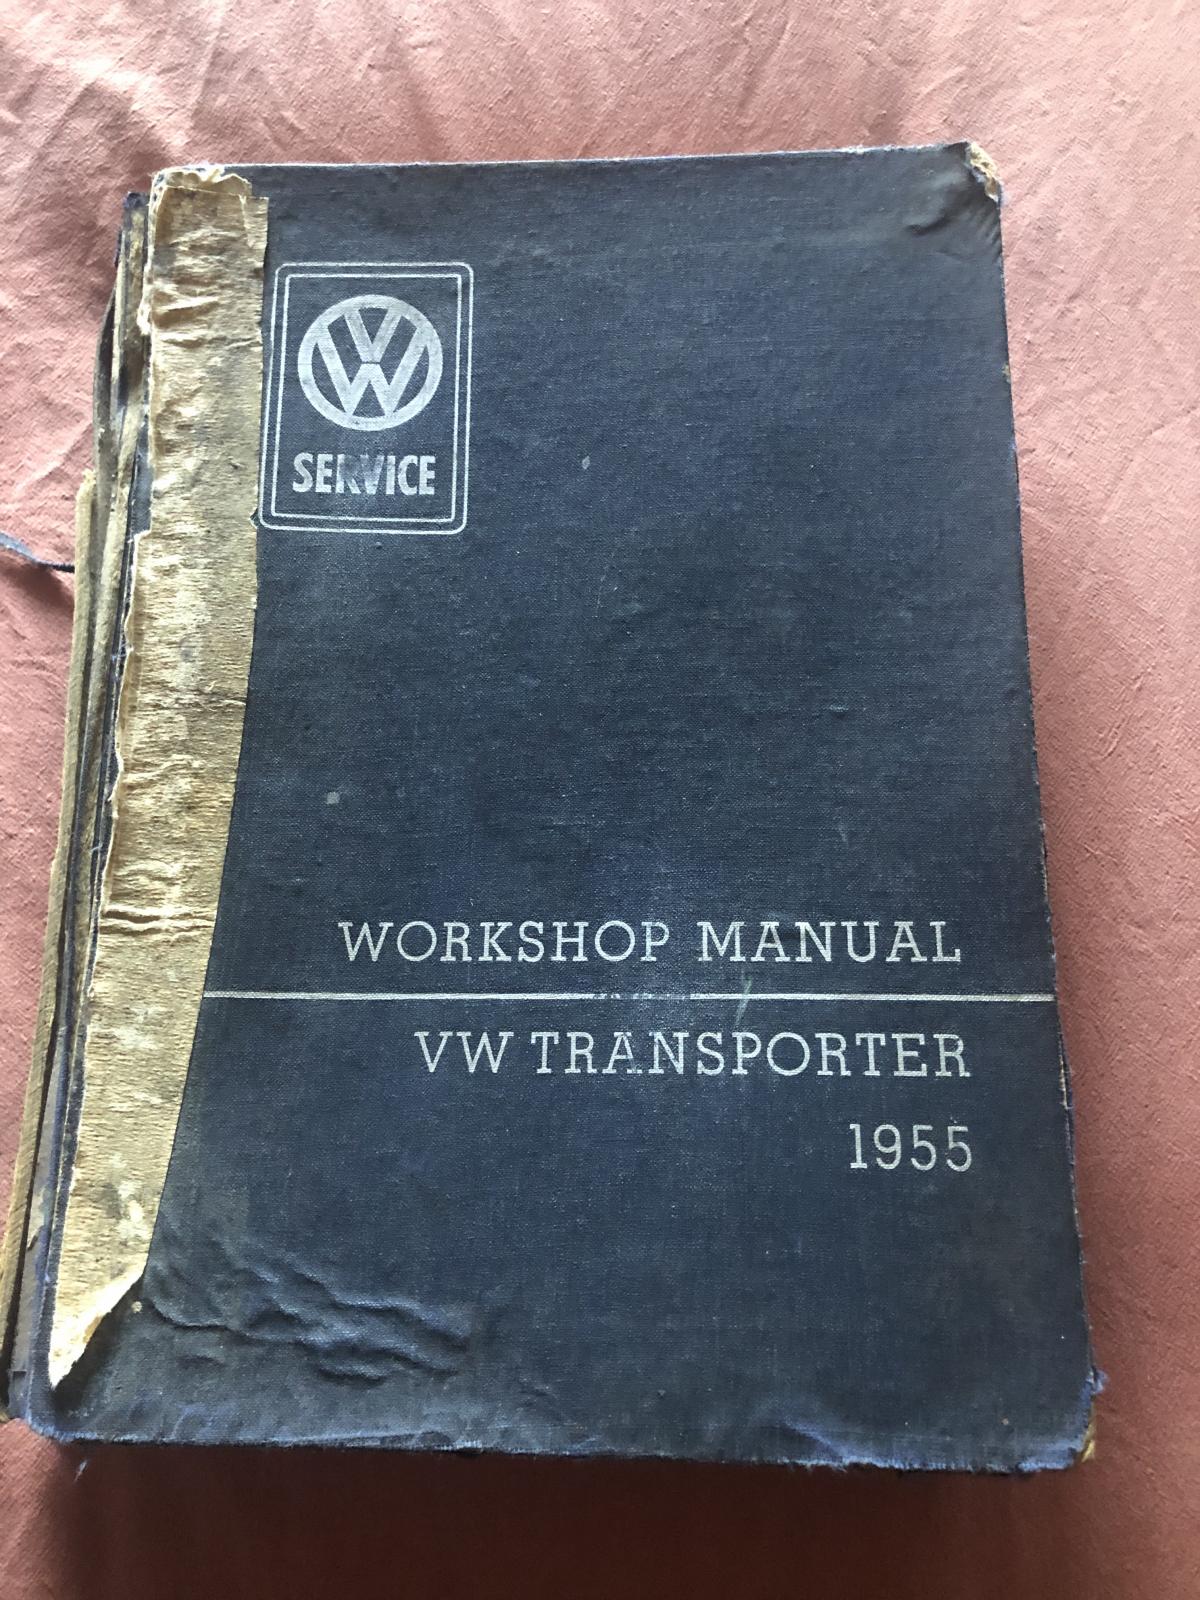 VW
SERVICE
WORKSHOP MANUAL
VW TRANSPORTER
1955